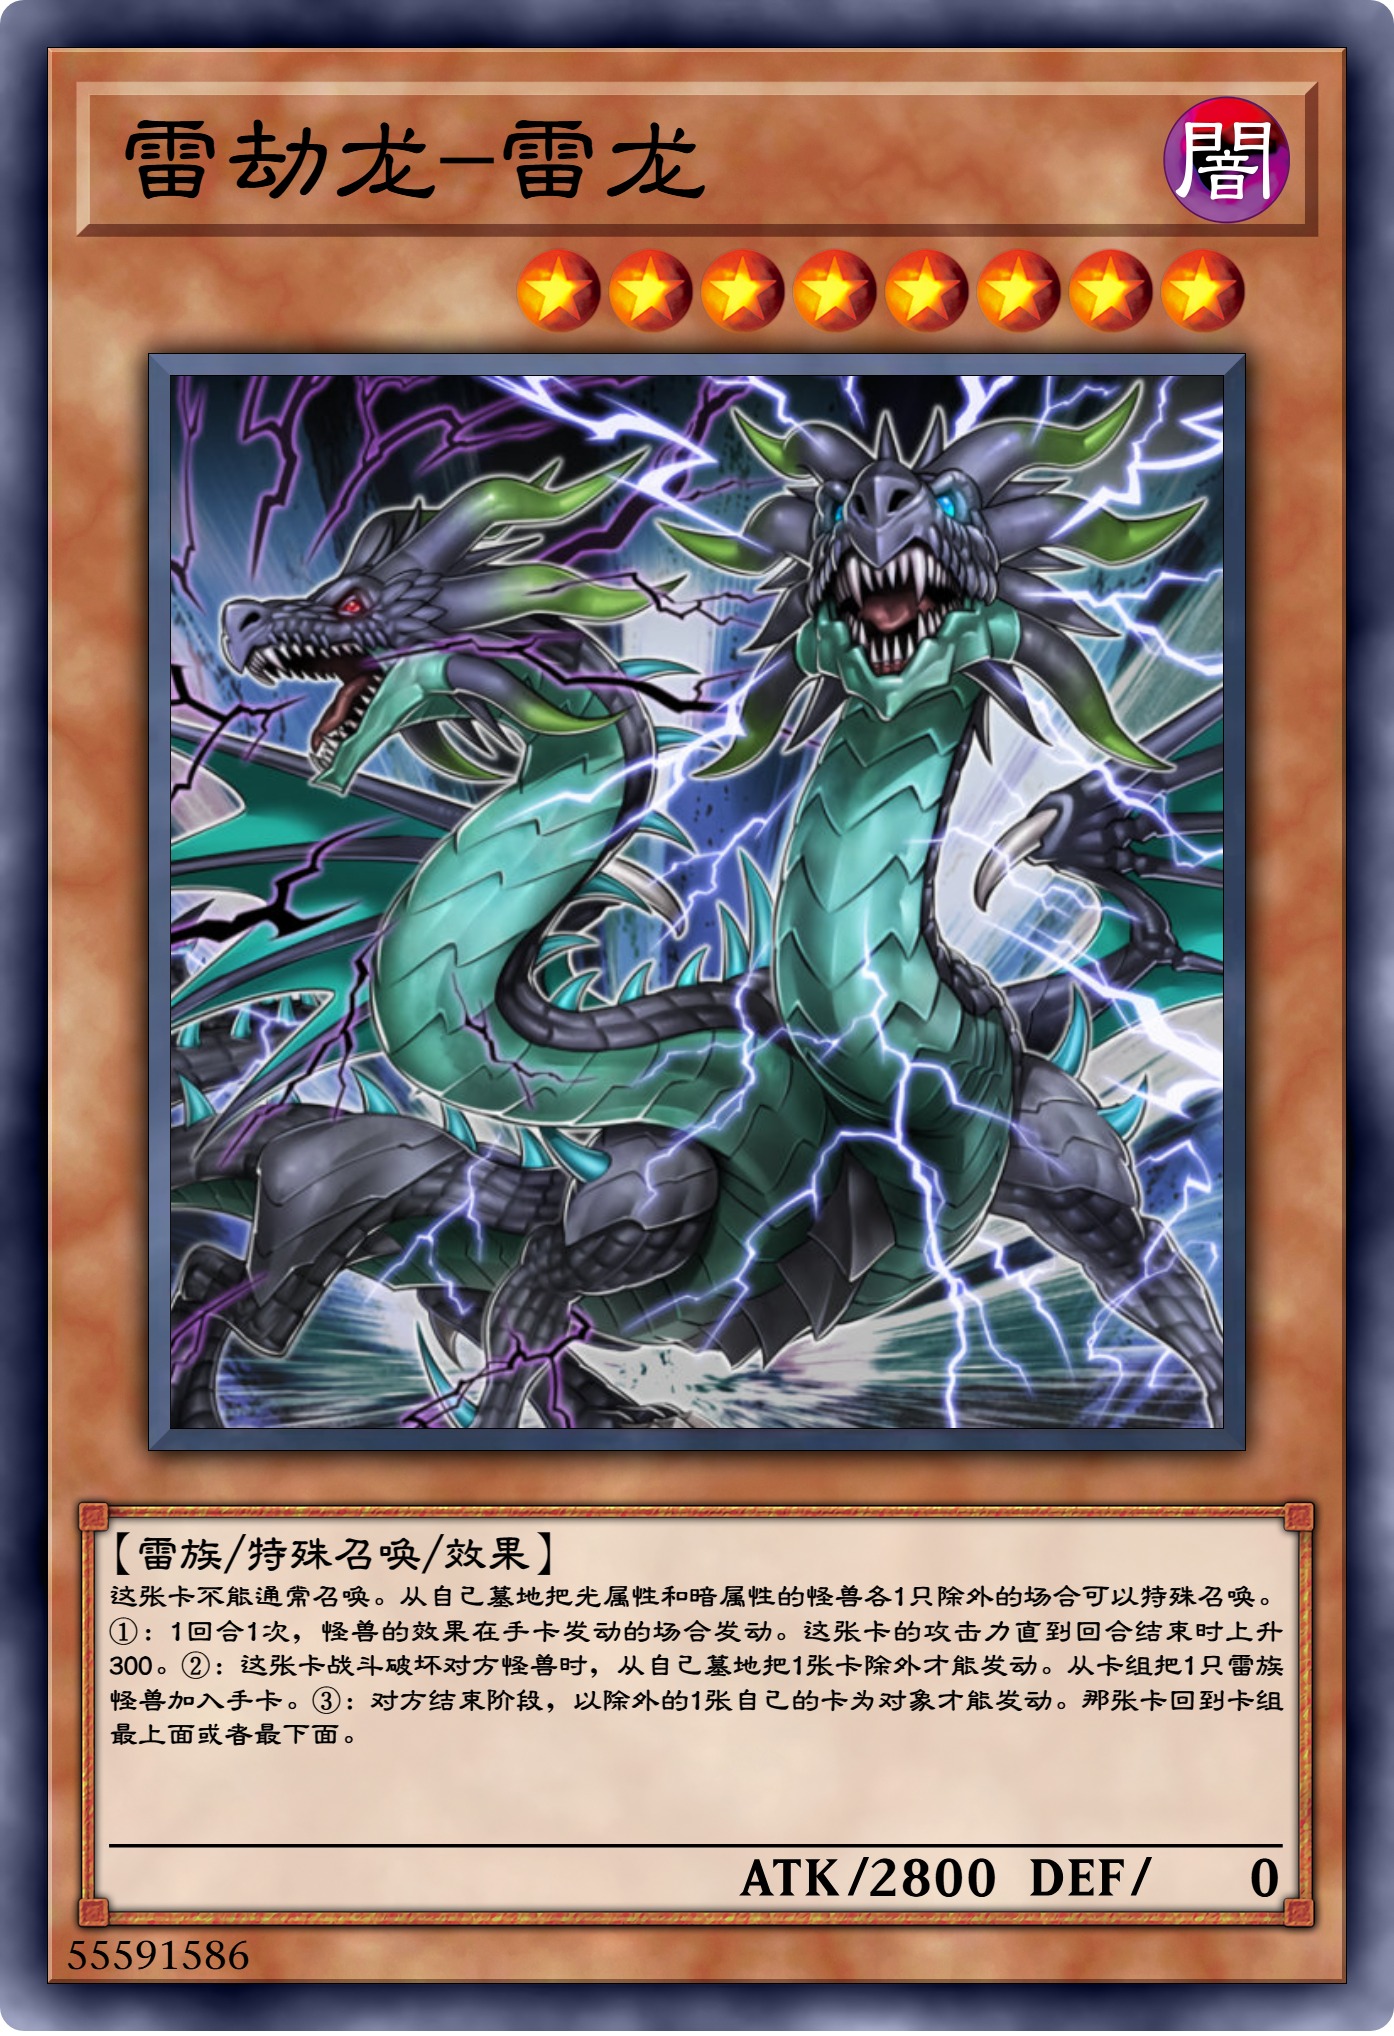 雷劫龙-雷龙
闇
【雷族/特殊召唤/效果】
这张卡不能通常召唤。从自己墓地把光属性和暗属性的怪兽各1只除外的场合可以特殊召唤。
①：1回合1次，怪兽的效果在手卡发动的场合发动。这张卡的攻击力直到回合结束时上升
300。②：这张卡战斗破坏对方怪兽时，从自己墓地把1张卡除外才能发动。从卡组把1只雷族
怪兽加入手卡。③：对方结束阶段，以除外的1张自己的卡为对象才能发动。那张卡回到卡组
最上面或者最下面。
ATK/2800 DEF/ 0
55591586